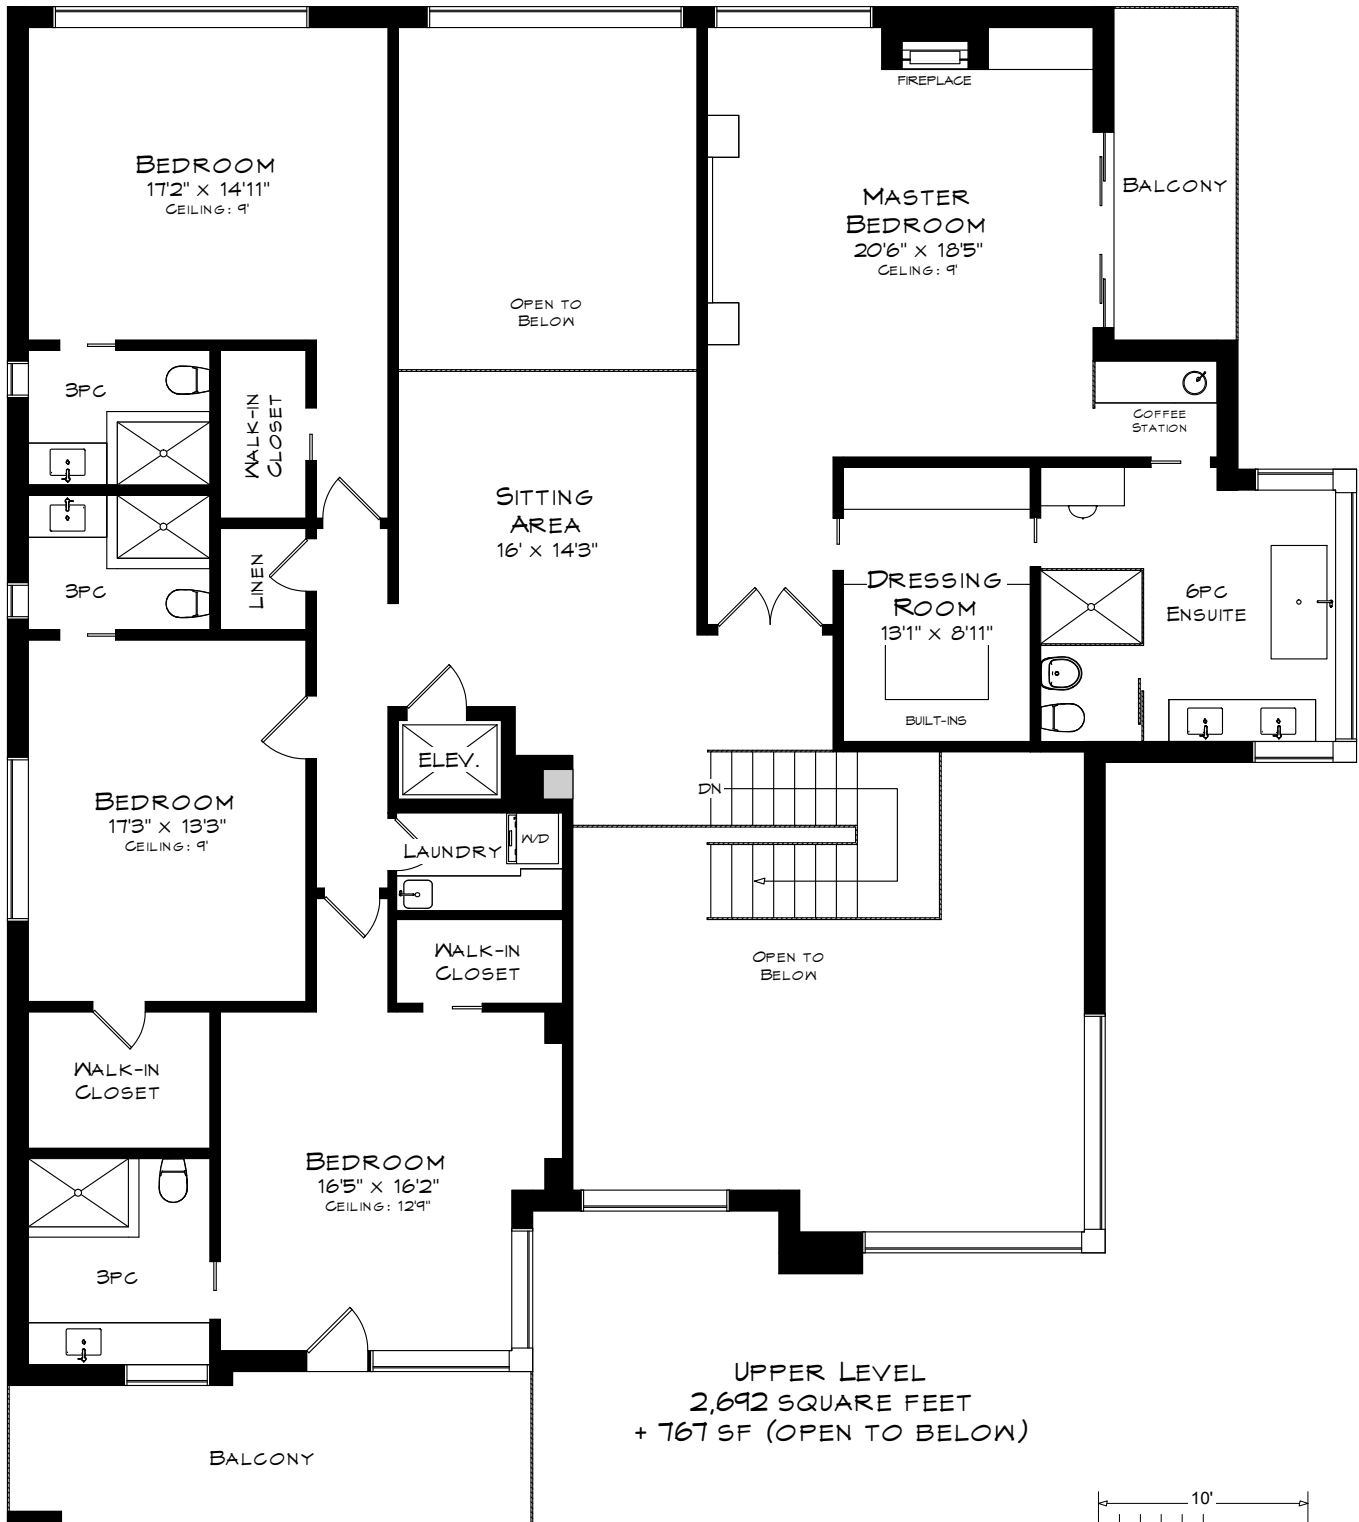 FIREPLACE
BEDROOM
17'2" X 14'11"
CEILING: 9'
MASTER
BEDROOM
20'6" X 18'5"
CELING: 9'
BALCONY
OPEN TO
BELOW
3PC
WALK-IN
CLOSET
COFFEE
STATION
SITTING
AREA
16' X 14'3"
LINEN
3PC
DRESSING
ROOM
13'1" X 8'11"
BUILT-INS
6PC
ENSUITE
ELEV.
DN
BEDROOM
17'3" X 13'3"
CEILING: 9'
LAUNDRY
W/D
WALK-IN
CLOSET
OPEN TO
BELOW
WALK-IN
CLOSET
BEDROOM
16'5" X 16'2"
CEILING: 12'9"
3PC
BALCONY
UPPER LEVEL
2,692 SQUARE FEET
+ 767 SF (OPEN TO BELOW)
10'